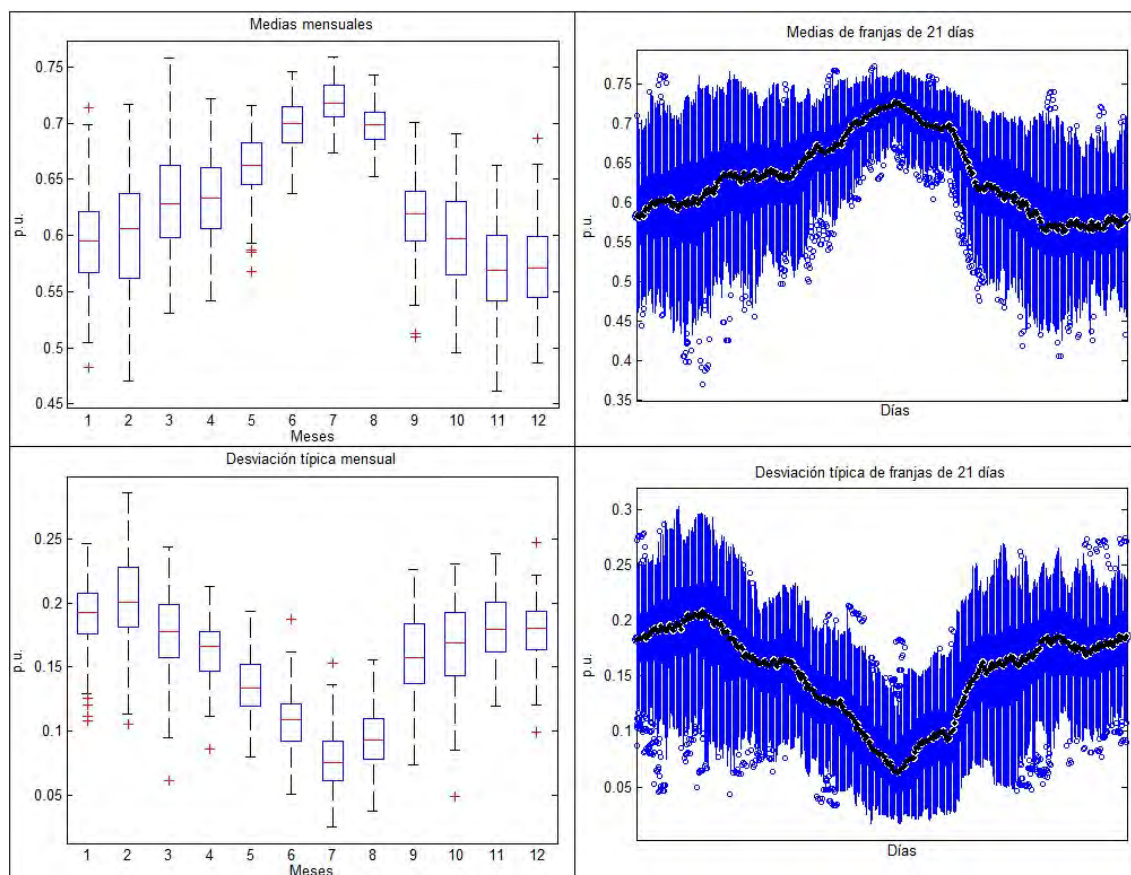 Medias mensuales
0.75
0.7
0.65
0.6
0.55
0.5
0.45
p.u.
1 2 3 4 5 6 7 8 9 10 11 12
Meses
Medias de franjas de 21 días
0.75
0.7
0.65
0.6
0.55
0.5
0.45
0.4
0.35
p.u.
Días
Desviación típica mensual
0.25
0.2
0.15
0.1
0.05
p.u.
1 2 3 4 5 6 7 8 9 10 11 12
Meses
Desviación típica de franjas de 21 días
0.3
0.25
0.2
0.15
0.1
0.05
p.u.
Días